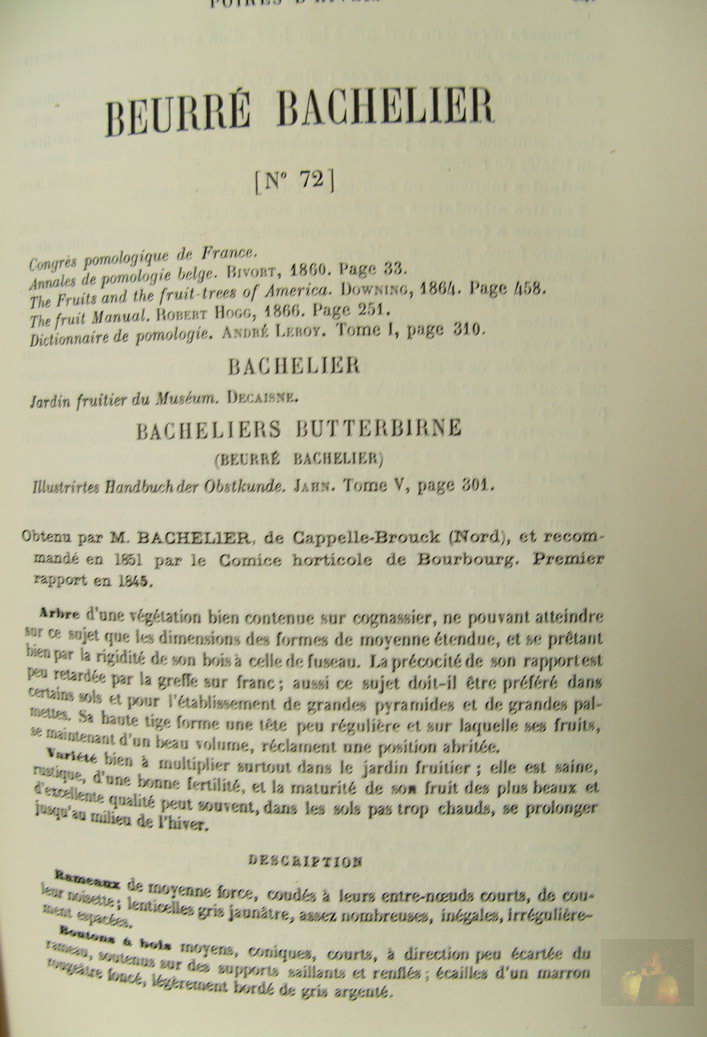 POIRES D'HIVER
BEURRÉ BACHELIER
[N° 72]
Congrès pomologique de France.
Annales de pomologie belge. BIVORT, 1860. Page 33.
The Fruits and the fruit-trees of America. DOWNING, 1864. Page 458.
The fruit Manual. ROBERT HOGG, 1866. Page 251.
Dictionnaire de pomologie. ANDRÉ LEROY. Tome I, page 310.
BACHELIER
Jardin fruitier du Muséum. DECAISNE.
BACHELIERS BUTTERBIRNE
(BEURRÉ BACHELIER)
Illustrirtes Handbuch der Obstkunde. JAHN. Tome V, page 301.
Obtenu par M. BACHELIER, de Cappelle-Brouck (Nord), et recom-
mandé en 1851 par le Comice horticole de Bourbourg. Premier
rapport en 1845.
Arbre d'une végétation bien contenue sur cognassier, ne pouvant atteindre
sur ce sujet que les dimensions des formes de moyenne étendue, et se prêtant
bien par la rigidité de son bois à celle de fuseau. La précocité de son rapport est
peu retardée par la greffe sur franc; aussi ce sujet doit-il être préféré dans
certains sols et pour l'établissement de grandes pyramides et de grandes pal-
mettes. Sa haute tige forme une tête peu régulière et sur laquelle ses fruits,
se maintenant d'un beau volume, réclament une position abritée.
Variété bien à multiplier surtout dans le jardin fruitier; elle est saine,
rustique, d'une bonne fertilité, et la maturité de son fruit des plus beaux et
d'excellente qualité peut souvent, dans les sols pas trop chauds, se prolonger
jusqu'au milieu de l'hiver.
DESCRIPTION
Rameaux de moyenne force, coudés à leurs entre-nœuds courts, de cou-
leur noisette; lenticelles gris jaunâtre, assez nombreuses, inégales, irrégulière-
ment espacées.
Boutons à bois moyens, coniques, courts, à direction peu écartée du
rameau, soutenus sur des supports saillants et renflés; écailles d'un marron
rougeâtre foncé, légèrement bordé de gris argenté.